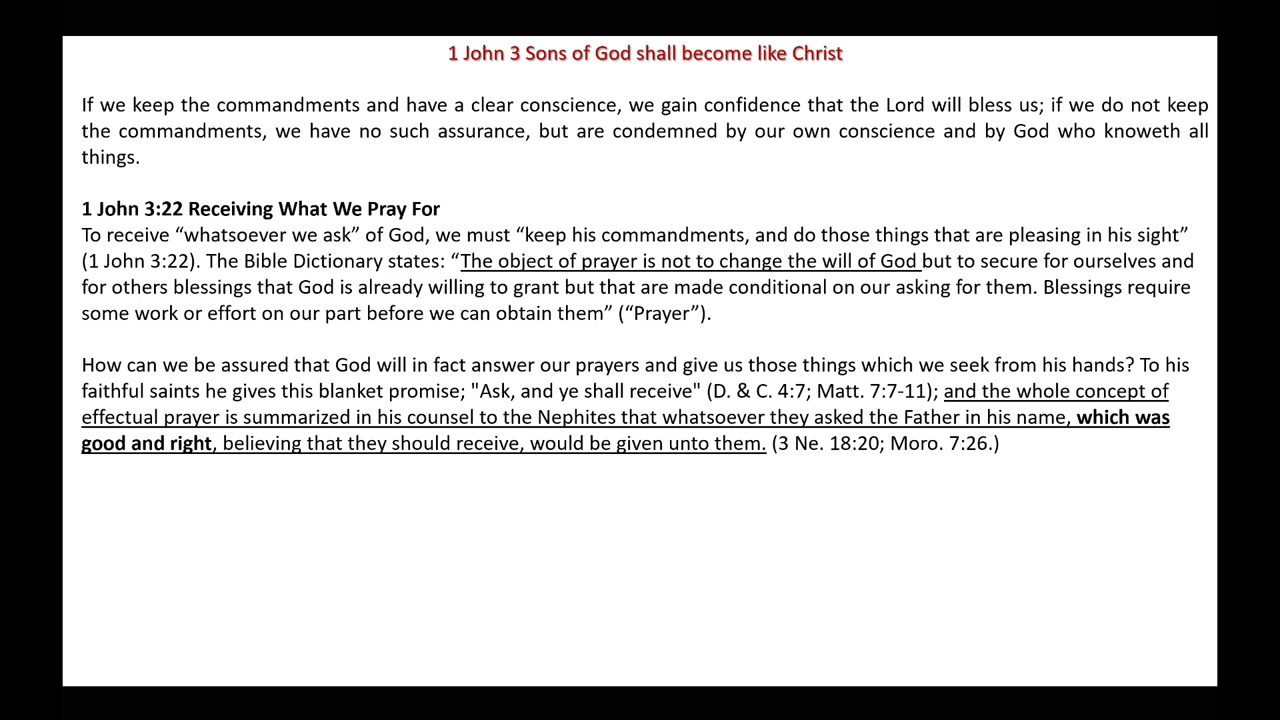 1 John 3 Sons of God shall become like Christ
If we keep the commandments and have a clear conscience, we gain confidence that the Lord will bless us; if we do not keep
the commandments, we have no such assurance, but are condemned by our own conscience and by God who knoweth all
things.
1 John 3:22 Receiving What We Pray For
To receive “whatsoever we ask” of God, we must “keep his commandments, and do those things that are pleasing in his sight”
(1 John 3:22). The Bible Dictionary states: “The object of prayer is not to change the will of God but to secure for ourselves and
for others blessings that God is already willing to grant but that are made conditional on our asking for them. Blessings require
some work or effort on our part before we can obtain them” (“Prayer”).
How can we be assured that God will in fact answer our prayers and give us those things which we seek from his hands? To his
faithful saints he gives this blanket promise; "Ask, and ye shall receive" (D. & C. 4:7; Matt. 7:7-11); and the whole concept of
effectual prayer is summarized in his counsel to the Nephites that whatsoever they asked the Father in his name, which was
good and right, believing that they should receive, would be given unto them. (3 Ne. 18:20; Moro. 7:26.)